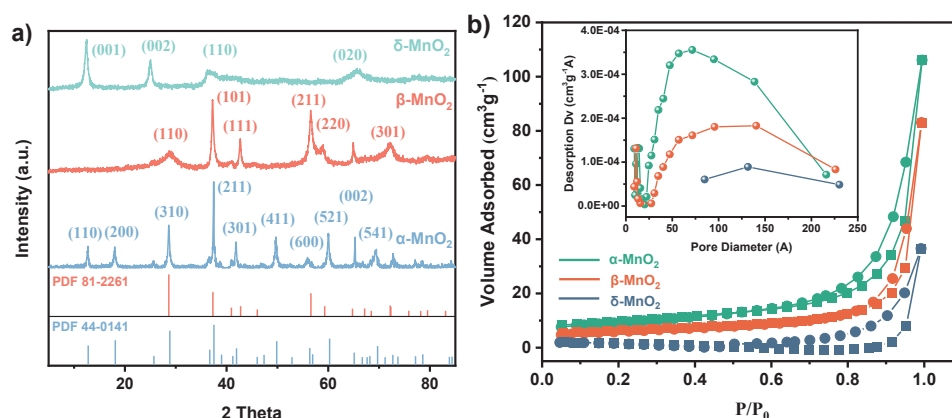 a)
δ-MnO₂
(001)
(002)
(110)
(020)
β-MnO₂
(101)
(211)
(110)
(111)
(220)
(301)
α-MnO₂
(211)
(310)
(002)
(110)
(200)
(301)
(411)
(521)
(600)
(541)
PDF 81-2261
PDF 44-0141
Intensity (a.u.)
20 40 60 80
2 Theta
b)
120
100
80
60
40
20
0
Volume Adsorbed (cm³g⁻¹)
4.0E-04
3.0E-04
2.0E-04
1.0E-04
0.0E+00
Desorption Dv (cm³g⁻¹A)
0 50 100 150 200 250
Pore Diameter (A)
α-MnO₂
β-MnO₂
δ-MnO₂
0.0 0.2 0.4 0.6 0.8 1.0
P/P₀